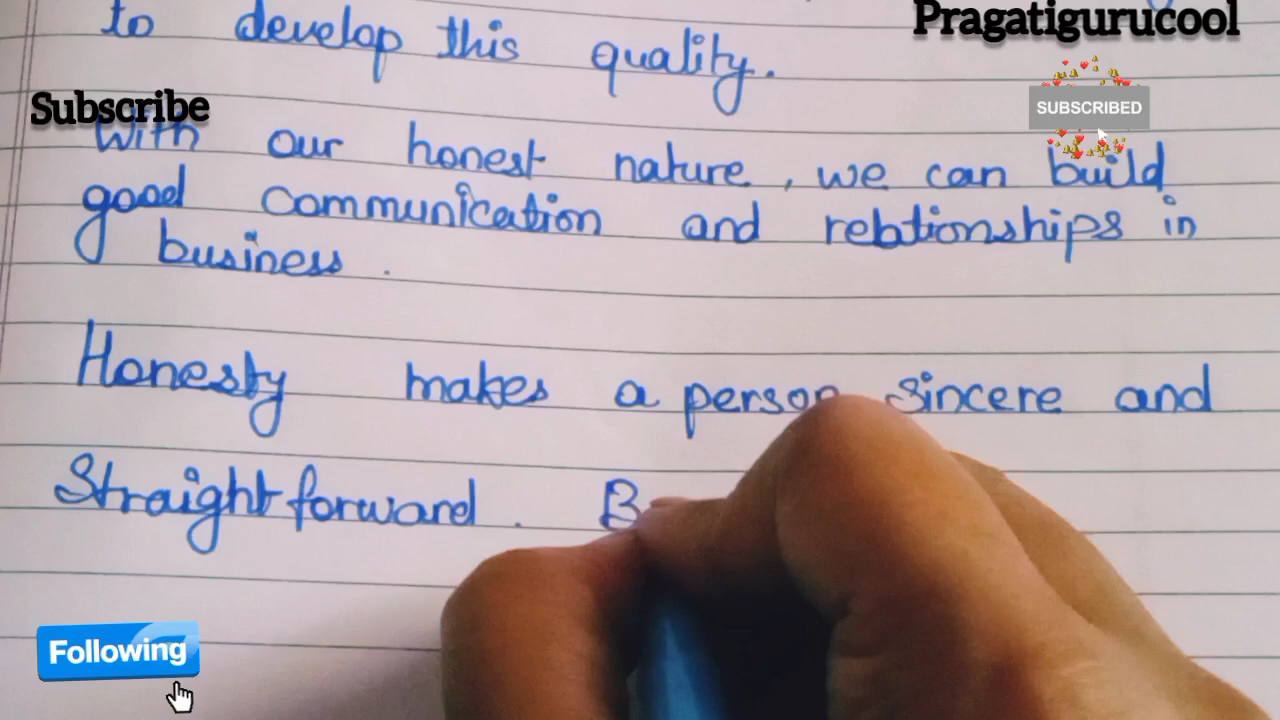 to develop this quality.
Pragatigurucool
SUBSCRIBED
Subscribe
With our honest nature, we can build
good communication and relationships in
business.
Honesty makes a person sincere and
Straightforward. B
Following